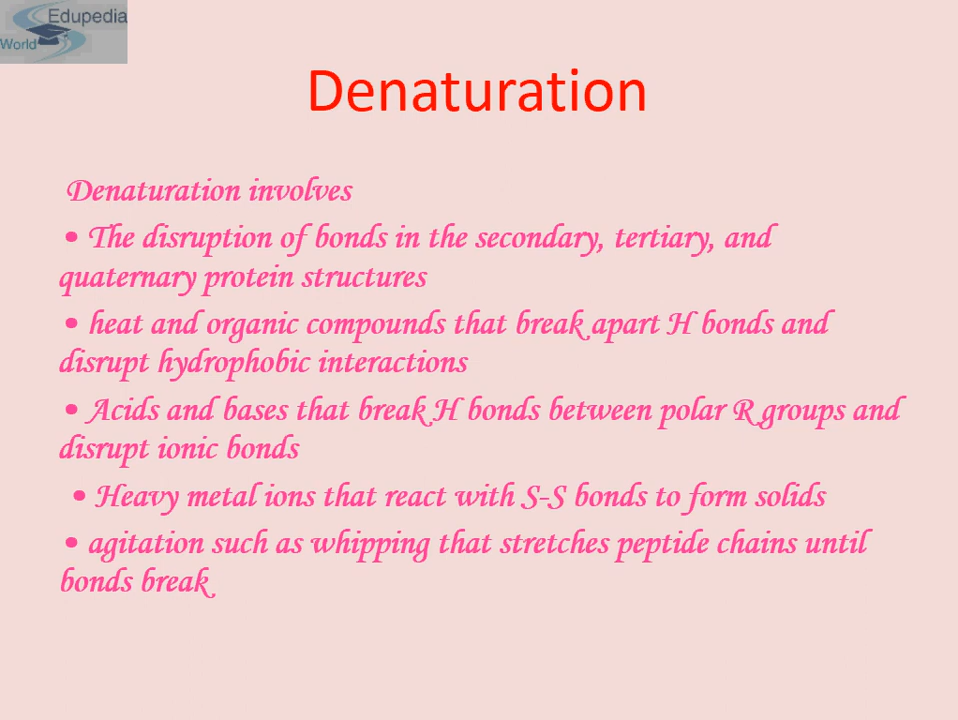 Edupedia
World
Denaturation
Denaturation involves
• The disruption of bonds in the secondary, tertiary, and
quaternary protein structures
• heat and organic compounds that break apart H bonds and
disrupt hydrophobic interactions
• Acids and bases that break H bonds between polar R groups and
disrupt ionic bonds
• Heavy metal ions that react with S-S bonds to form solids
• agitation such as whipping that stretches peptide chains until
bonds break